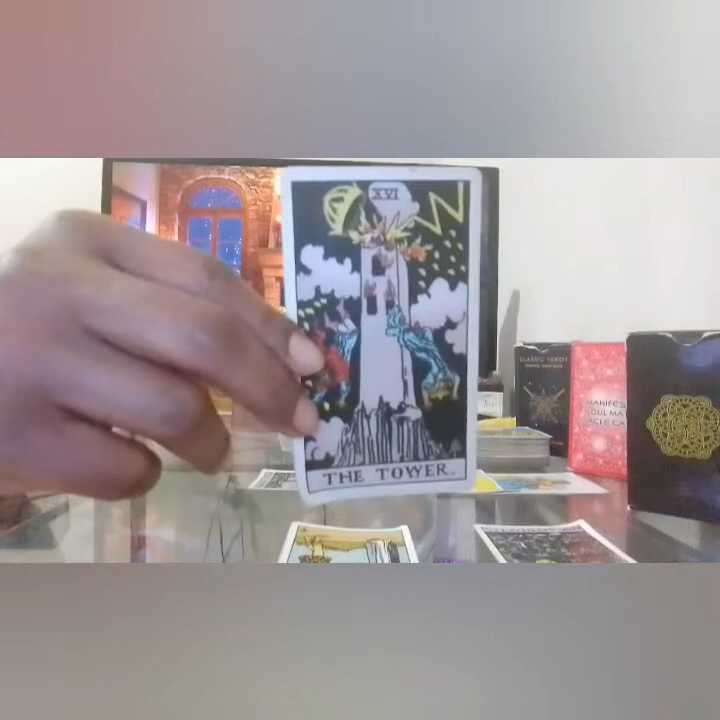 XVI
THE TOWER.
CLASSIC TAROT
MANIFES
OUL MA
CLE CA